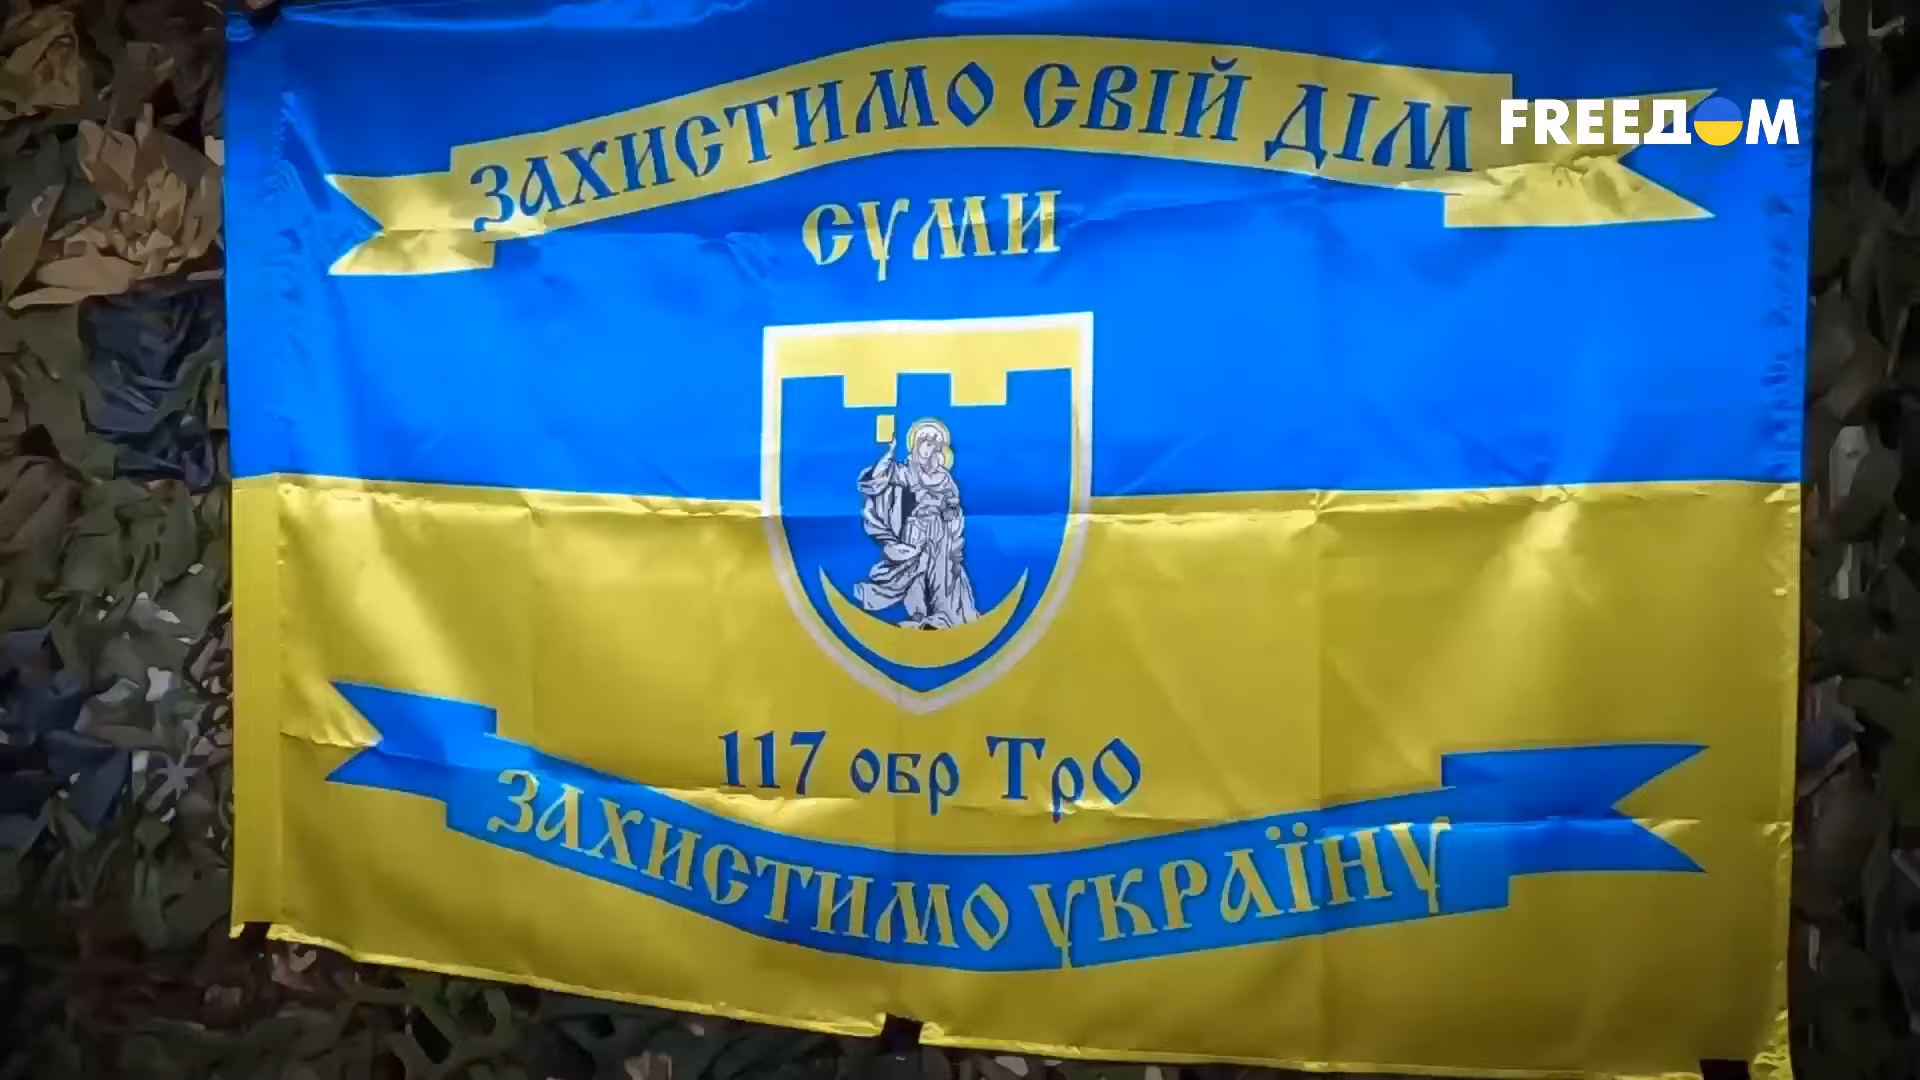 ЗАХИСТИМО СВІЙ ДІМ
FREEДOM
СУМИ
117 обр ТрО
ЗАХИСТИМО УКРАЇНУ